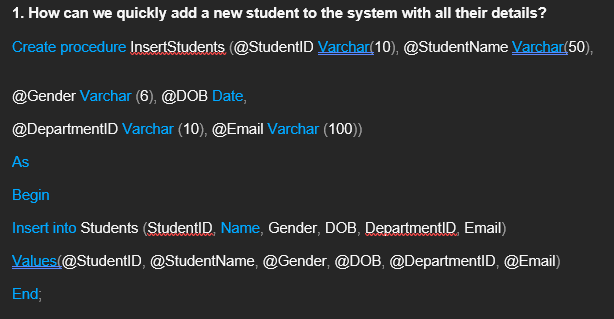 1. How can we quickly add a new student to the system with all their details?
Create procedure InsertStudents (@StudentID Varchar(10), @StudentName Varchar(50),
@Gender Varchar (6), @DOB Date,
@DepartmentID Varchar (10), @Email Varchar (100))
As
Begin
Insert into Students (StudentID, Name, Gender, DOB, DepartmentID, Email)
Values(@StudentID, @StudentName, @Gender, @DOB, @DepartmentID, @Email)
End;